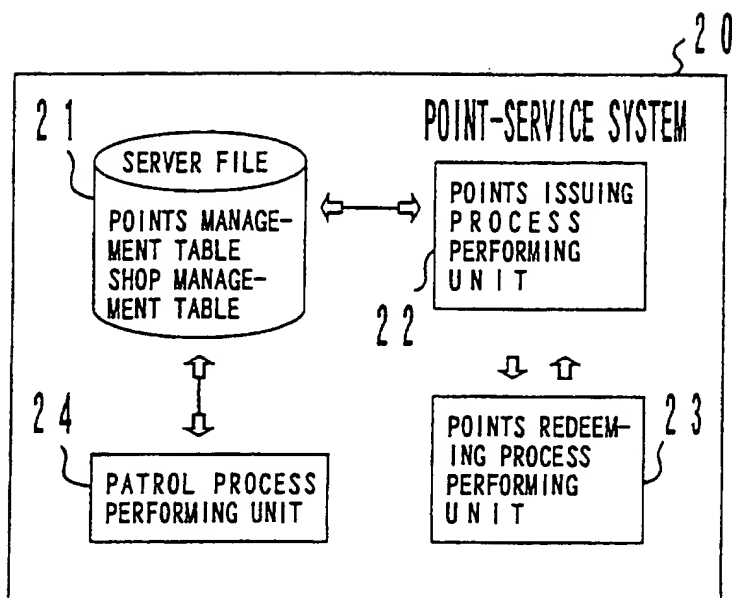 20
POINT-SERVICE SYSTEM
21
SERVER FILE
POINTS MANAGE-
MENT TABLE
SHOP MANAGE-
MENT TABLE
POINTS ISSUING
PROCESS
PERFORMING
UNIT
22
24
PATROL PROCESS
PERFORMING UNIT
POINTS REDEEM-
ING PROCESS
PERFORMING
UNIT
23